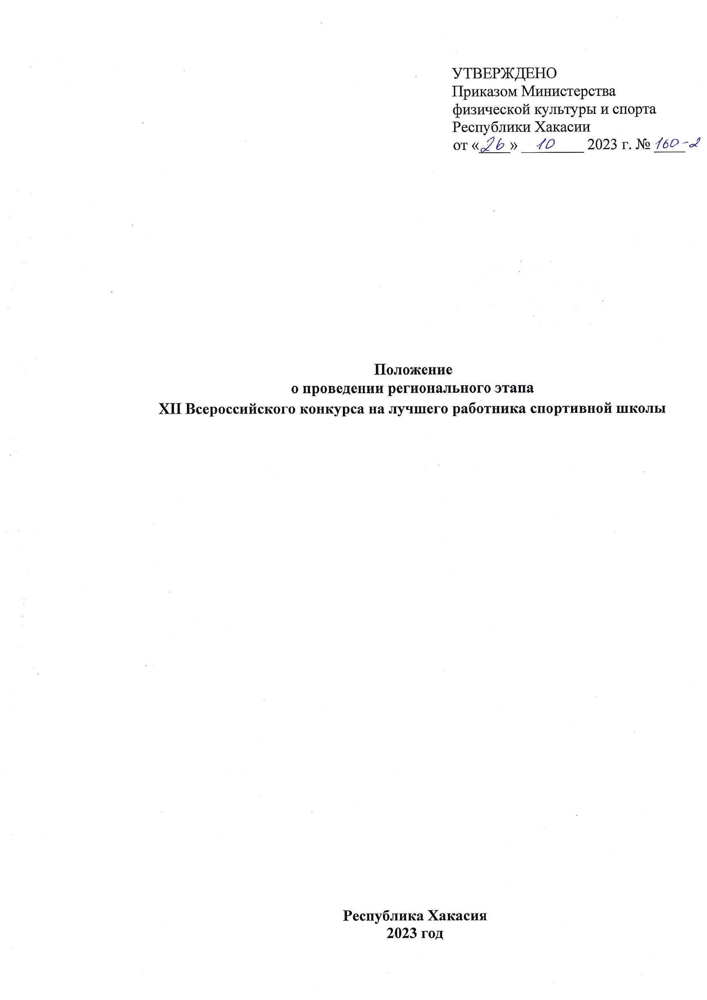 УТВЕРЖДЕНО
Приказом Министерства
физической культуры и спорта
Республики Хакасии
от «26» 10 2023 г. № 160-2
Положение
о проведении регионального этапа
XII Всероссийского конкурса на лучшего работника спортивной школы
Республика Хакасия
2023 год